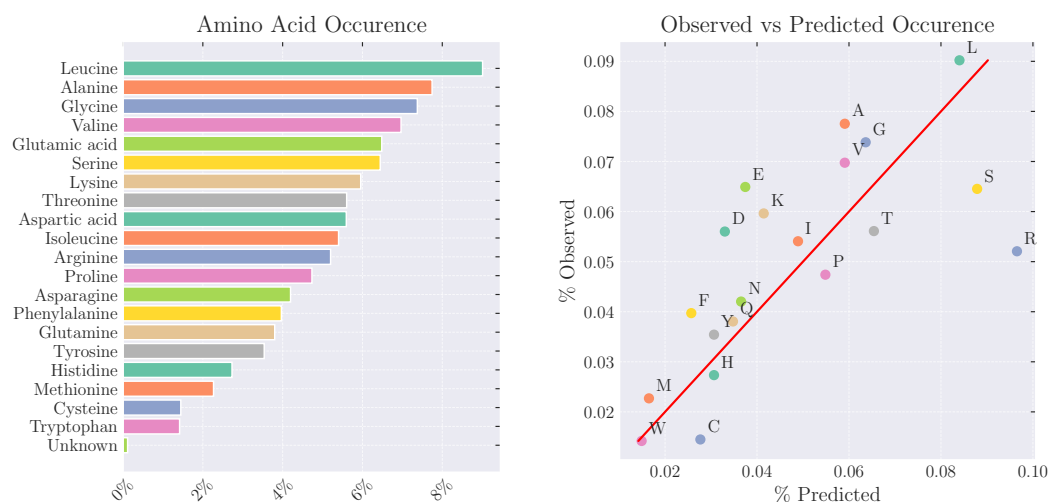 Amino Acid Occurence
Leucine
Alanine
Glycine
Valine
Glutamic acid
Serine
Lysine
Threonine
Aspartic acid
Isoleucine
Arginine
Proline
Asparagine
Phenylalanine
Glutamine
Tyrosine
Histidine
Methionine
Cysteine
Tryptophan
Unknown
0%
2%
4%
6%
8%
Observed vs Predicted Occurence
% Observed
0.09
0.08
0.07
0.06
0.05
0.04
0.03
0.02
L
A
G
V
E
S
K
D
T
I
R
P
N
F
Q
Y
H
M
C
W
0.02
0.04
0.06
0.08
0.10
% Predicted